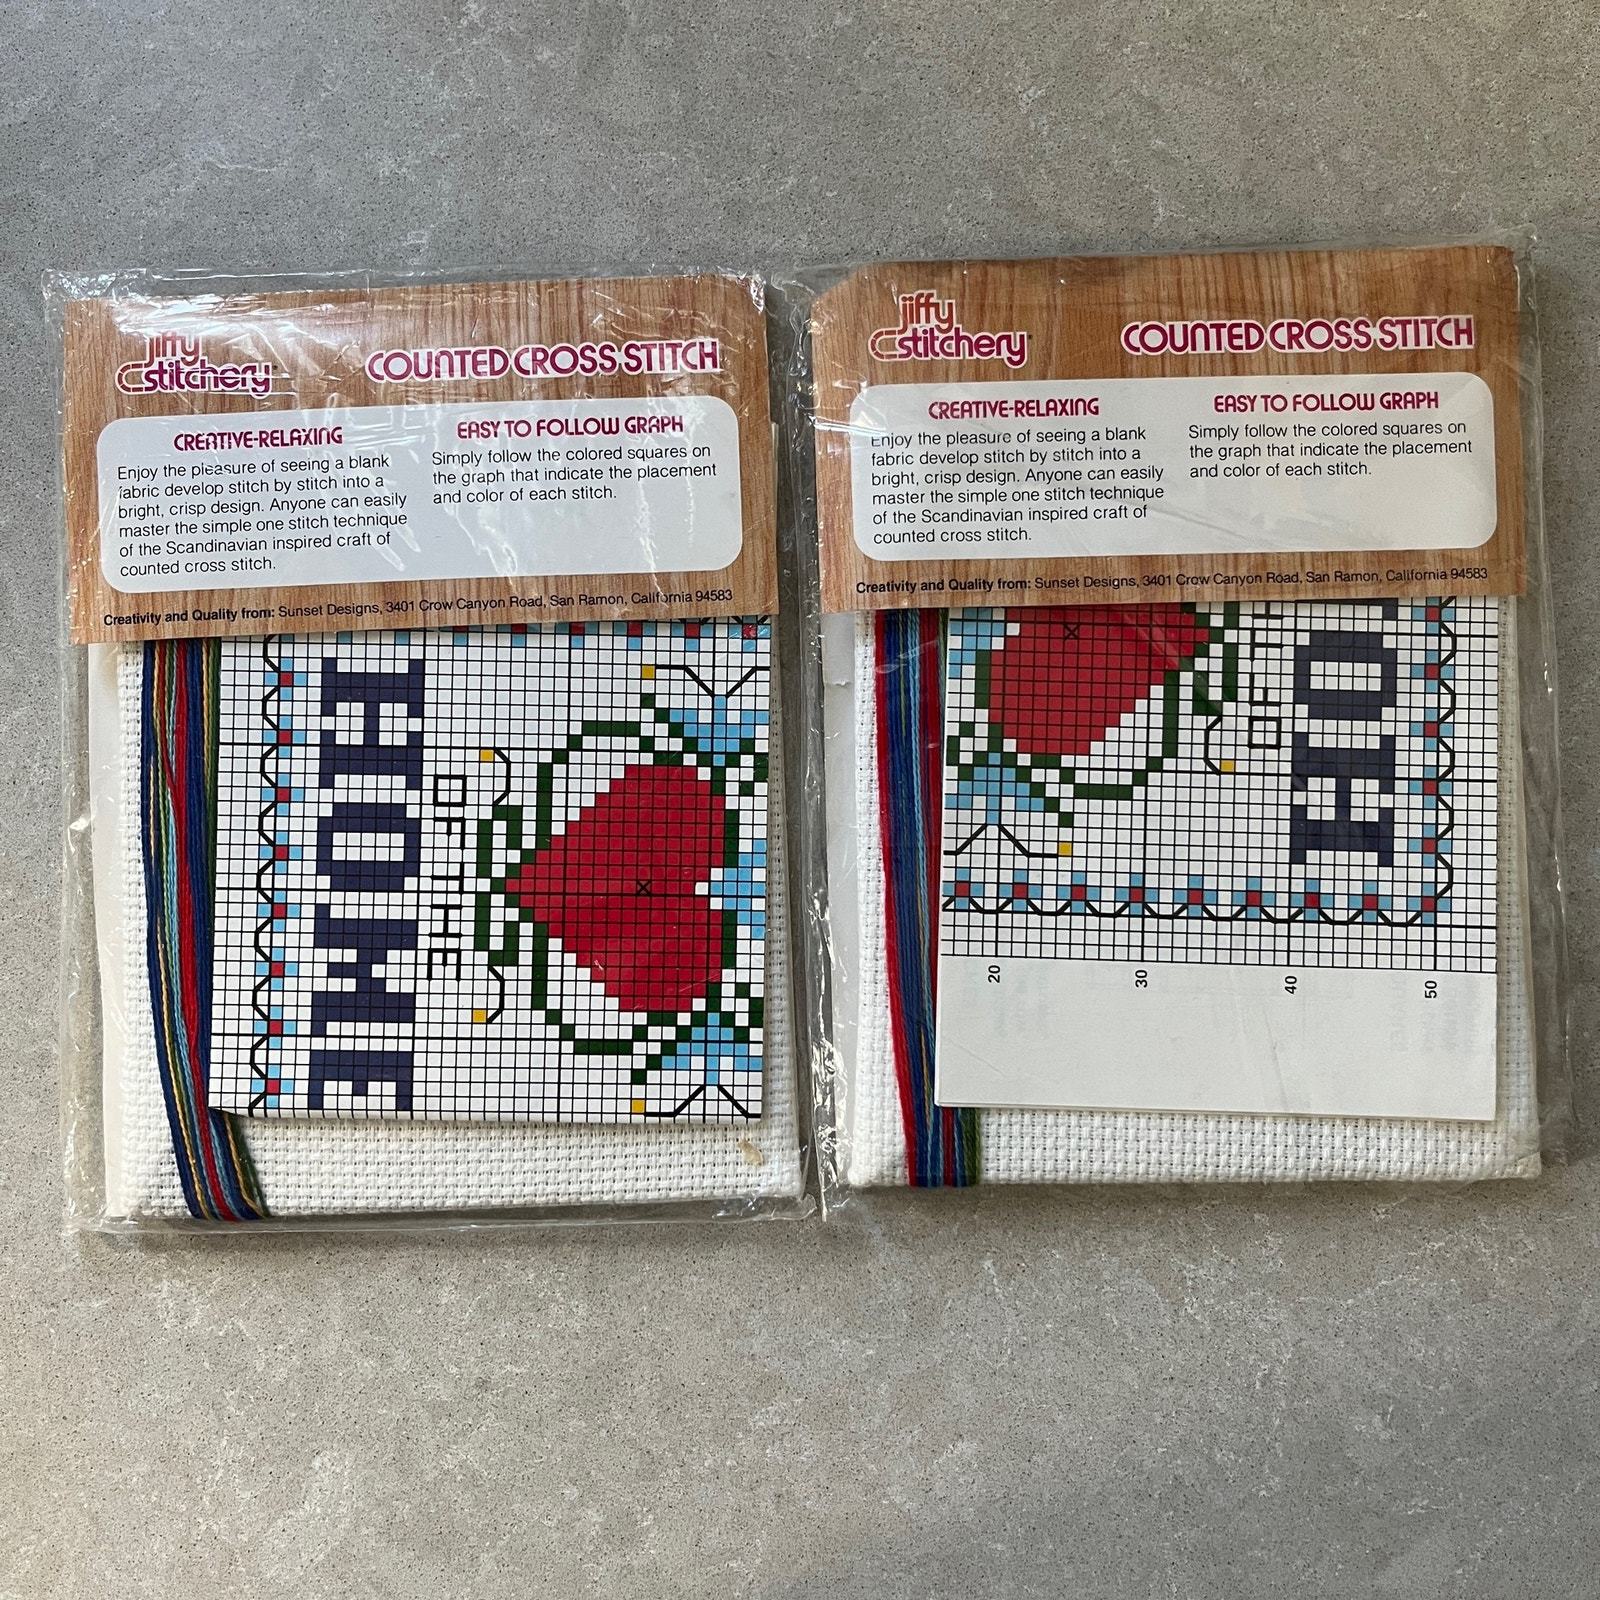 jiffy
stitchery
COUNTED CROSS STITCH
CREATIVE-RELAXING
Enjoy the pleasure of seeing a blank
fabric develop stitch by stitch into a
bright, crisp design. Anyone can easily
master the simple one stitch technique
of the Scandinavian inspired craft of
counted cross stitch.
EASY TO FOLLOW GRAPH
Simply follow the colored squares on
the graph that indicate the placement
and color of each stitch.
Creativity and Quality from: Sunset Designs, 3401 Crow Canyon Road, San Ramon, California 94583
HOME
OF THE
jiffy
stitchery
COUNTED CROSS STITCH
CREATIVE-RELAXING
Enjoy the pleasure of seeing a blank
fabric develop stitch by stitch into a
bright, crisp design. Anyone can easily
master the simple one stitch technique
of the Scandinavian inspired craft of
counted cross stitch.
EASY TO FOLLOW GRAPH
Simply follow the colored squares on
the graph that indicate the placement
and color of each stitch.
Creativity and Quality from: Sunset Designs, 3401 Crow Canyon Road, San Ramon, California 94583
HO
OF T
20
30
40
50